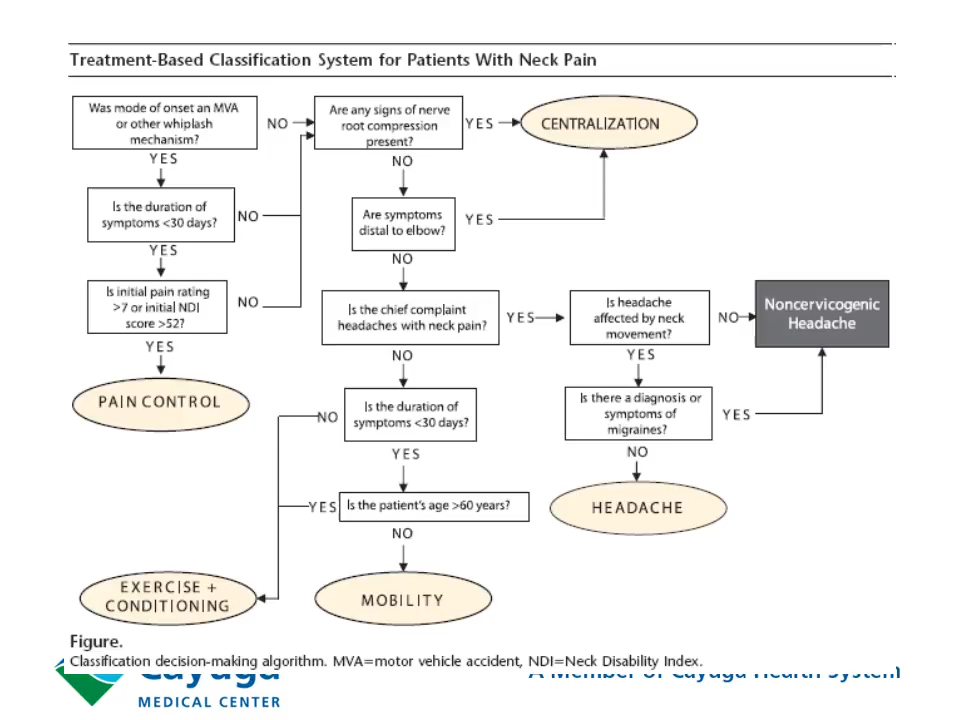 Treatment-Based Classification System for Patients With Neck Pain
Was mode of onset an MVA
or other whiplash
mechanism?
NO
YES
Is the duration of
symptoms <30 days?
NO
YES
Is initial pain rating
>7 or initial NDI
score >52?
NO
YES
PAIN CONTROL
Are any signs of nerve
root compression
present?
YES
CENTRALIZATION
NO
Are symptoms
distal to elbow?
YES
NO
Is the chief complaint
headaches with neck pain?
YES
Is headache
affected by neck
movement?
NO
Noncervicogenic
Headache
YES
Is there a diagnosis or
symptoms of
migraines?
YES
NO
HEADACHE
NO
Is the duration of
symptoms <30 days?
NO
YES
Is the patient's age >60 years?
YES
NO
EXERCISE +
CONDITIONING
MOBILITY
Figure.
Classification decision-making algorithm. MVA=motor vehicle accident, NDI=Neck Disability Index.
Cayuga
MEDICAL CENTER
A Member of Cayuga Health System